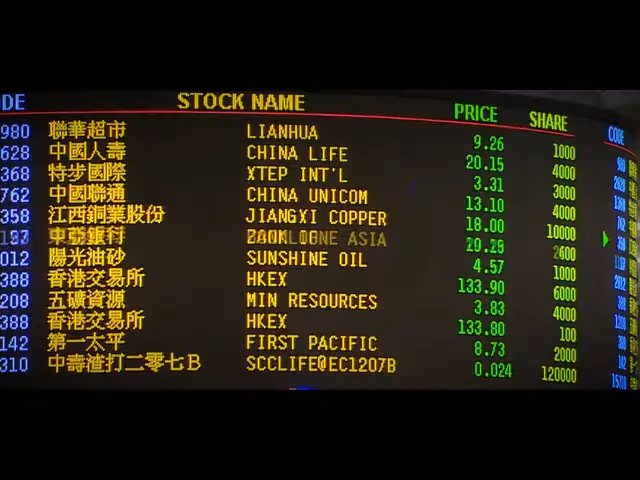 DE STOCK NAME PRICE SHARE CODE
980 聯華超市 LIANHUA 9.26 1000
628 中國人壽 CHINA LIFE 20.15 4000
368 特步國際 XTEP INT'L 3.31 3000
762 中國聯通 CHINA UNICOM 13.10 4000
358 江西銅業股份 JIANGXI COPPER 18.00 10000
東亞銀行 ASIA
012 陽光油砂 SUNSHINE OIL 4.57 1000
388 香港交易所 HKEX 133.90 6000
208 五礦資源 MIN RESOURCES 3.83 4000
388 香港交易所 HKEX 133.80 100
142 第一太平 FIRST PACIFIC 8.73 2000
310 中壽渣打二零七B SCCLIFE@EC1207B 0.024 120000